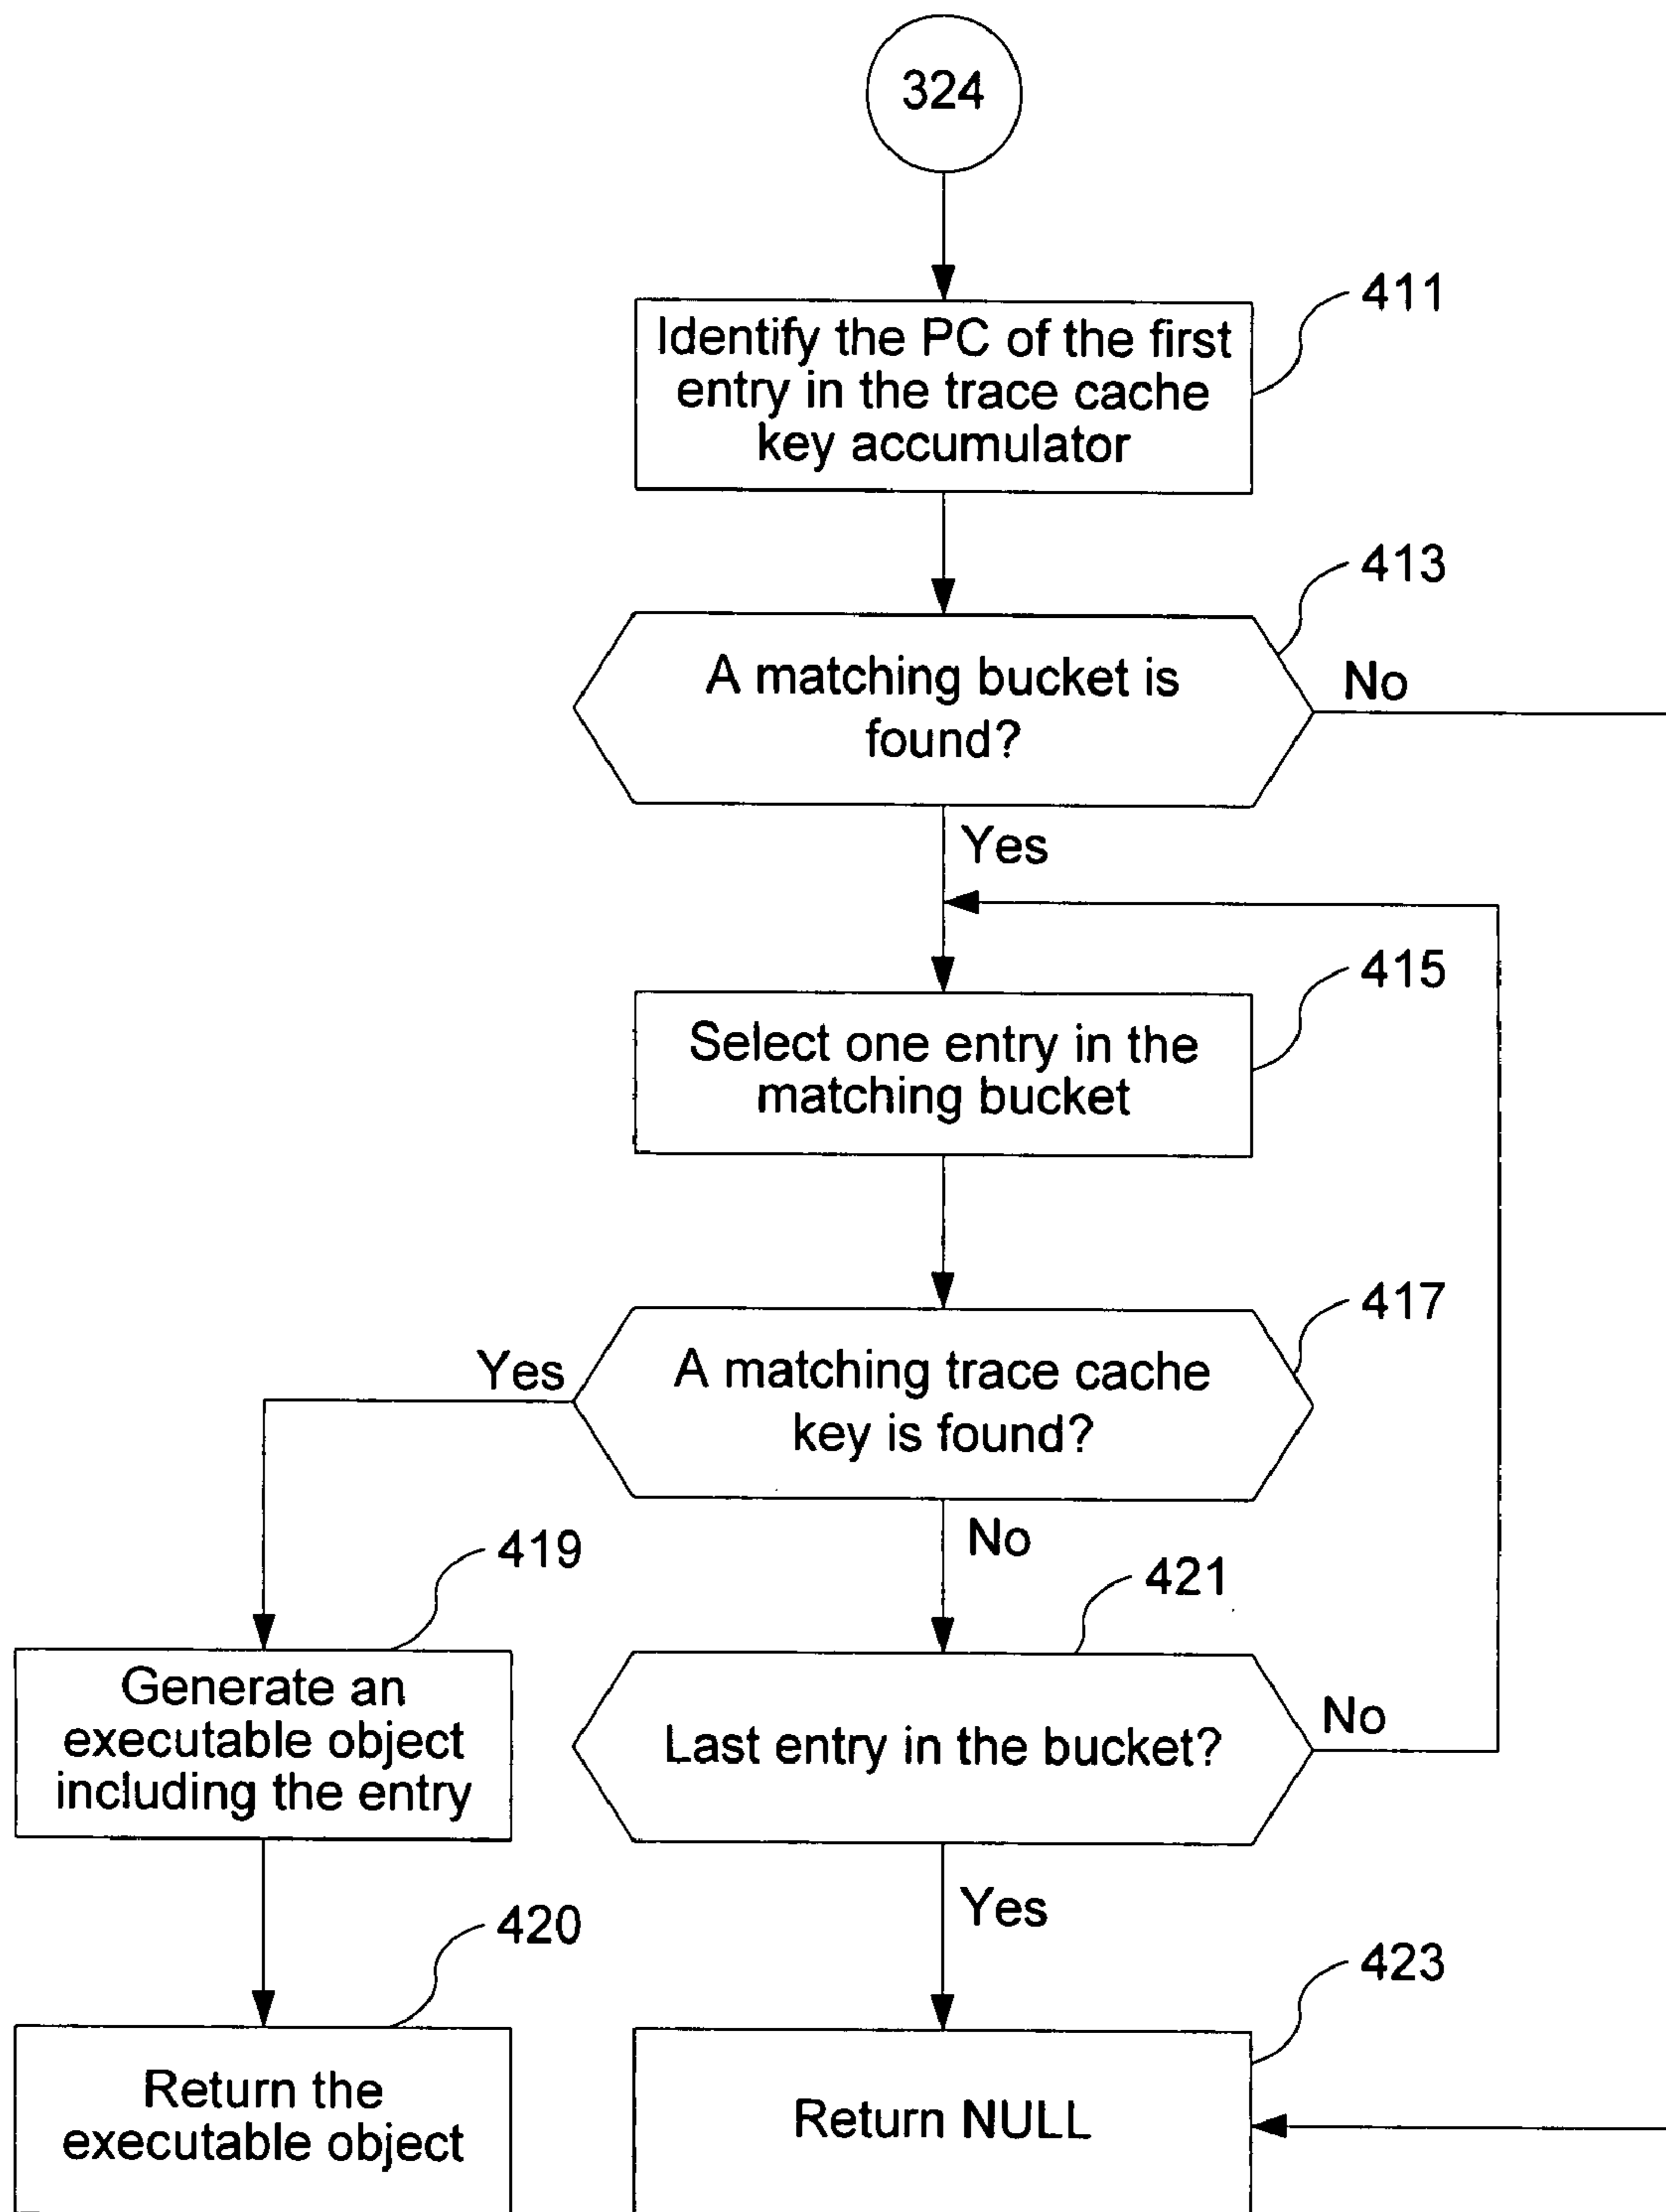 324
411
Identify the PC of the first
entry in the trace cache
key accumulator
413
A matching bucket is
found?
No
Yes
415
Select one entry in the
matching bucket
417
A matching trace cache
key is found?
Yes
No
419
421
Generate an
executable object
including the entry
Last entry in the bucket?
No
Yes
420
423
Return the
executable object
Return NULL